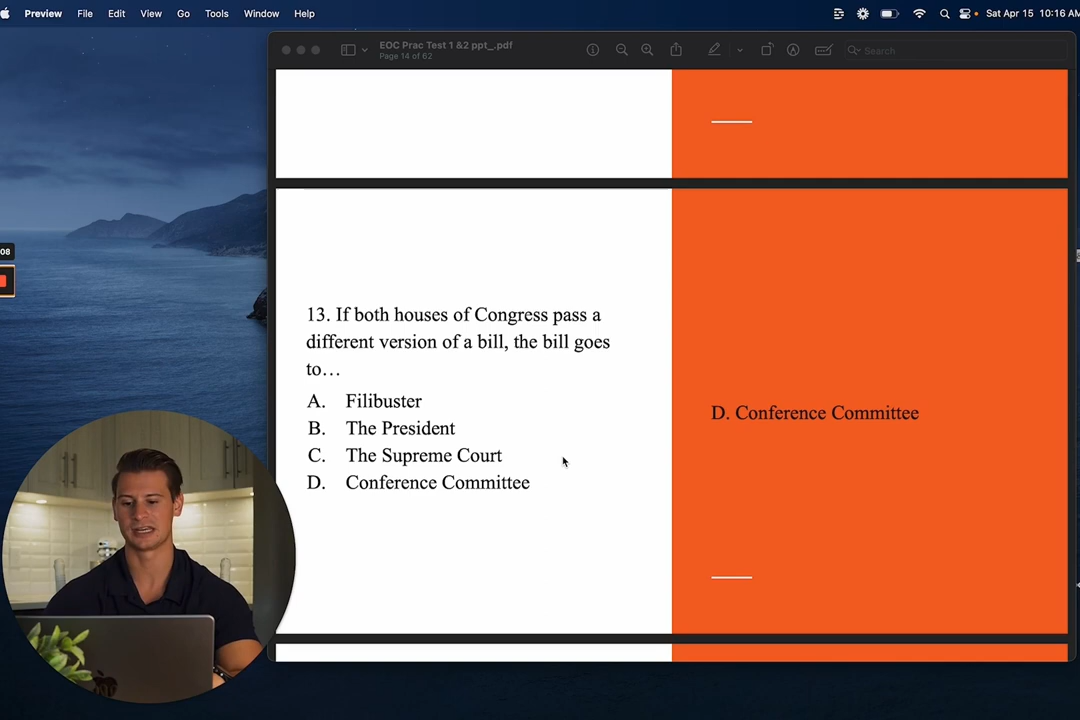 Preview File Edit View Go Tools Window Help
Sat Apr 15 10:16 AM
EOC Prac Test 1 &2 ppt_.pdf
Page 14 of 62
Search
08
13. If both houses of Congress pass a
different version of a bill, the bill goes
to…
A. Filibuster
B. The President
C. The Supreme Court
D. Conference Committee
D. Conference Committee